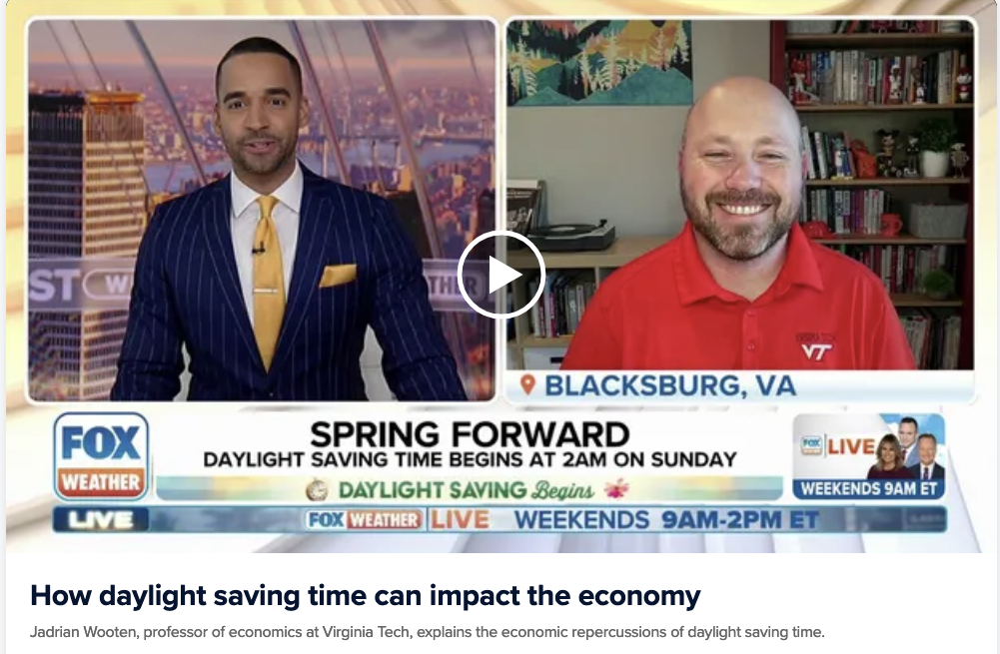 ST W
THER
VT
BLACKSBURG, VA
FOX
WEATHER
SPRING FORWARD
DAYLIGHT SAVING TIME BEGINS AT 2AM ON SUNDAY
DAYLIGHT SAVING Begins
FOX LIVE
WEEKENDS 9AM ET
LIVE
FOX WEATHER LIVE WEEKENDS 9AM-2PM ET
How daylight saving time can impact the economy
Jadrian Wooten, professor of economics at Virginia Tech, explains the economic repercussions of daylight saving time.